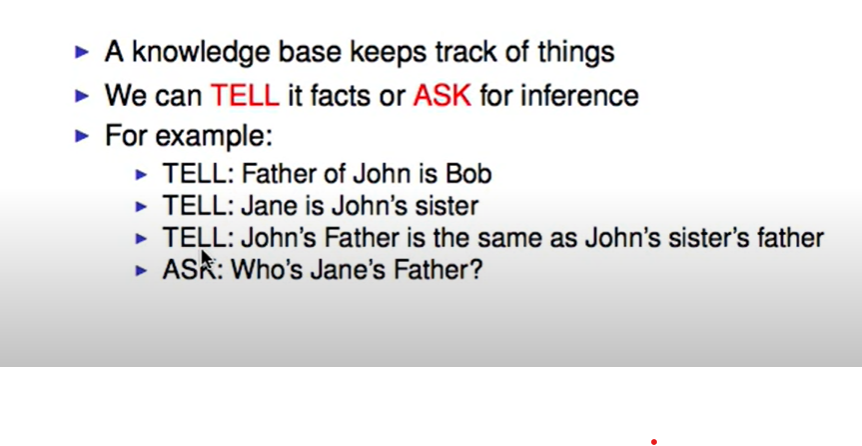 A knowledge base keeps track of things
We can TELL it facts or ASK for inference
For example:
TELL: Father of John is Bob
TELL: Jane is John's sister
TELL: John's Father is the same as John's sister's father
ASK: Who's Jane's Father?